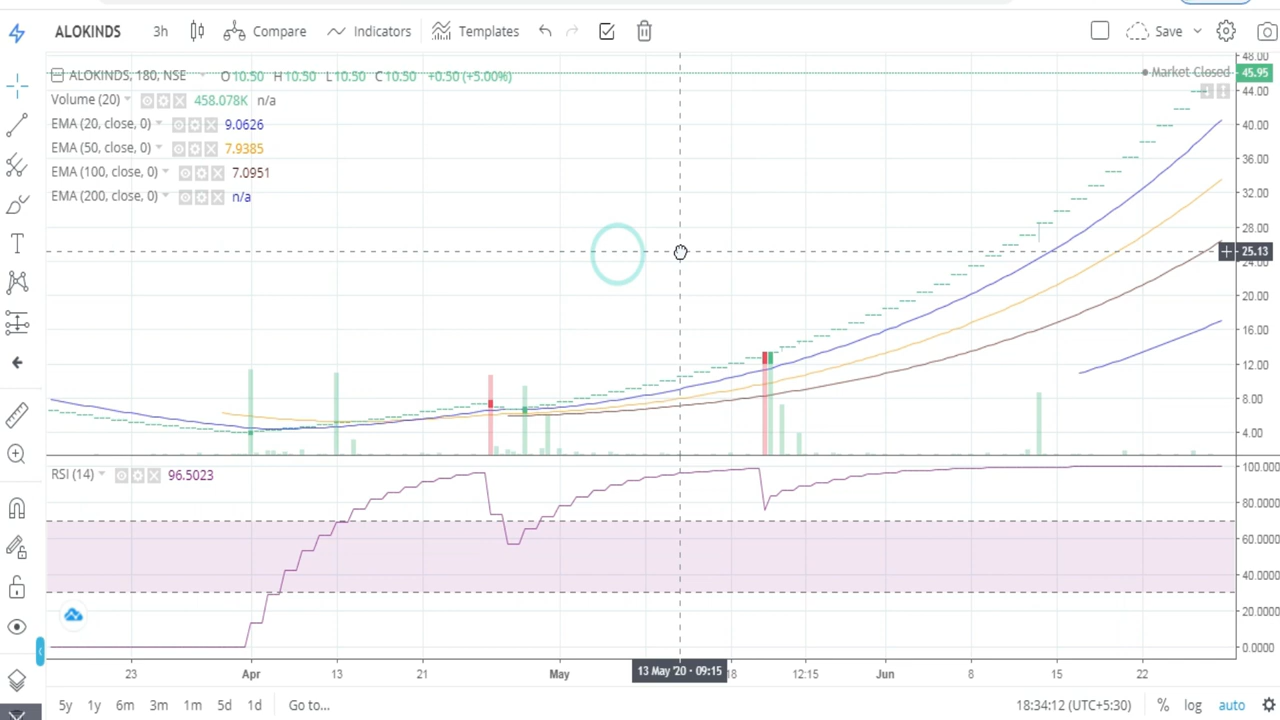 ALOKINDS 3h Compare Indicators Templates Save
ALOKINDS, 180, NSE O10.50 H10.50 L10.50 C10.50 +0.50 (+5.00%)
Market Closed 45.95
Volume (20) 458.078K n/a
EMA (20, close, 0) 9.0626
EMA (50, close, 0) 7.9385
EMA (100, close, 0) 7.0951
EMA (200, close, 0) n/a
48.00
44.00
40.00
36.00
32.00
28.00
25.13
24.00
20.00
16.00
12.00
8.00
4.00
RSI (14) 96.5023
100.000
80.0000
60.0000
40.0000
20.0000
0.0000
23 Apr 13 21 May 13 May '20 · 09:15 18 12:15 Jun 8 15 22
5y 1y 6m 3m 1m 5d 1d Go to... 18:34:12 (UTC+5:30) % log auto